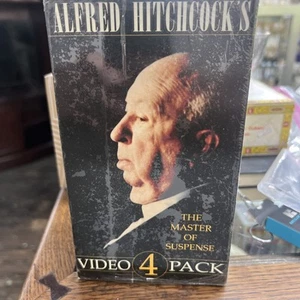 ALFRED HITCHCOCK'S
THE
MASTER
OF
SUSPENSE
VIDEO 4 PACK